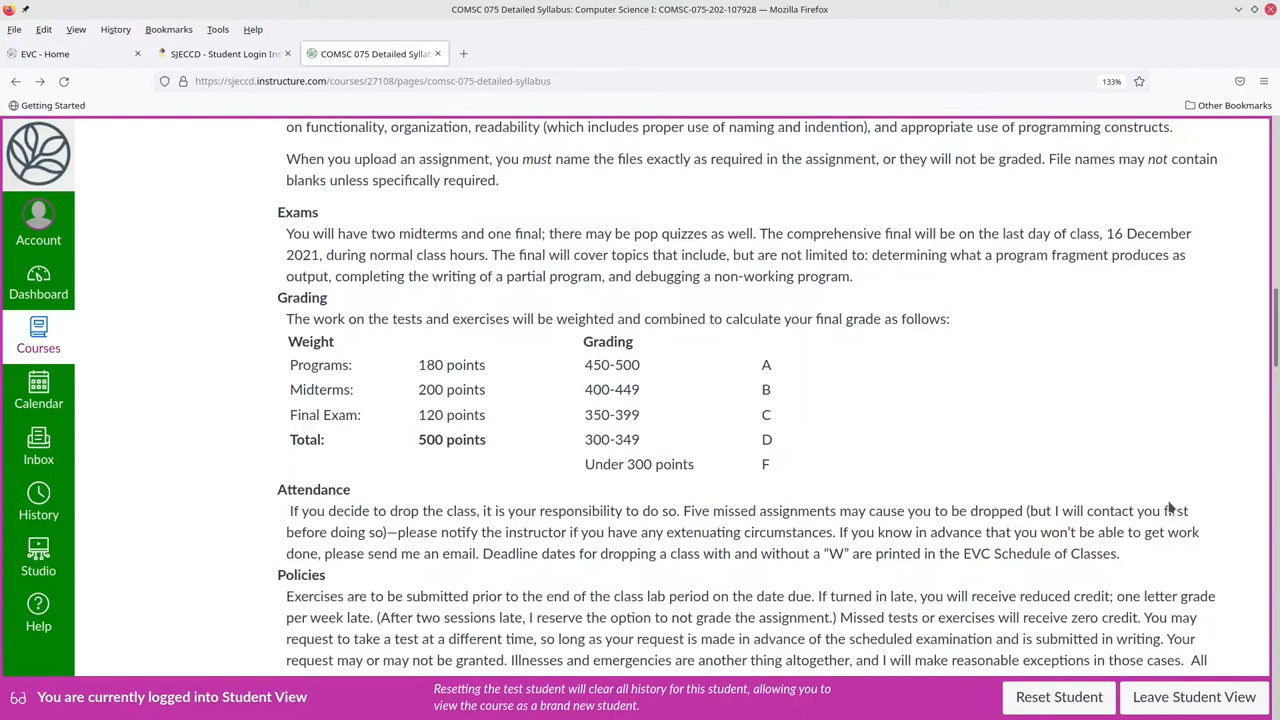 COMSC 075 Detailed Syllabus: Computer Science I: COMSC-075-202-107928 — Mozilla Firefox
File Edit View History Bookmarks Tools Help
EVC - Home
SJECCD - Student Login Ins
COMSC 075 Detailed Syllab
https://sjeccd.instructure.com/courses/27108/pages/comsc-075-detailed-syllabus
133%
Getting Started
Other Bookmarks
on functionality, organization, readability (which includes proper use of naming and indention), and appropriate use of programming constructs.
When you upload an assignment, you must name the files exactly as required in the assignment, or they will not be graded. File names may not contain
blanks unless specifically required.
Exams
You will have two midterms and one final; there may be pop quizzes as well. The comprehensive final will be on the last day of class, 16 December
2021, during normal class hours. The final will cover topics that include, but are not limited to: determining what a program fragment produces as
output, completing the writing of a partial program, and debugging a non-working program.
Grading
The work on the tests and exercises will be weighted and combined to calculate your final grade as follows:
Weight Grading
Programs: 180 points 450-500 A
Midterms: 200 points 400-449 B
Final Exam: 120 points 350-399 C
Total: 500 points 300-349 D
Under 300 points F
Attendance
If you decide to drop the class, it is your responsibility to do so. Five missed assignments may cause you to be dropped (but I will contact you first
before doing so)—please notify the instructor if you have any extenuating circumstances. If you know in advance that you won't be able to get work
done, please send me an email. Deadline dates for dropping a class with and without a “W” are printed in the EVC Schedule of Classes.
Policies
Exercises are to be submitted prior to the end of the class lab period on the date due. If turned in late, you will receive reduced credit; one letter grade
per week late. (After two sessions late, I reserve the option to not grade the assignment.) Missed tests or exercises will receive zero credit. You may
request to take a test at a different time, so long as your request is made in advance of the scheduled examination and is submitted in writing. Your
request may or may not be granted. Illnesses and emergencies are another thing altogether, and I will make reasonable exceptions in those cases. All
Account
Dashboard
Courses
Calendar
Inbox
History
Studio
Help
You are currently logged into Student View
Resetting the test student will clear all history for this student, allowing you to
view the course as a brand new student.
Reset Student
Leave Student View